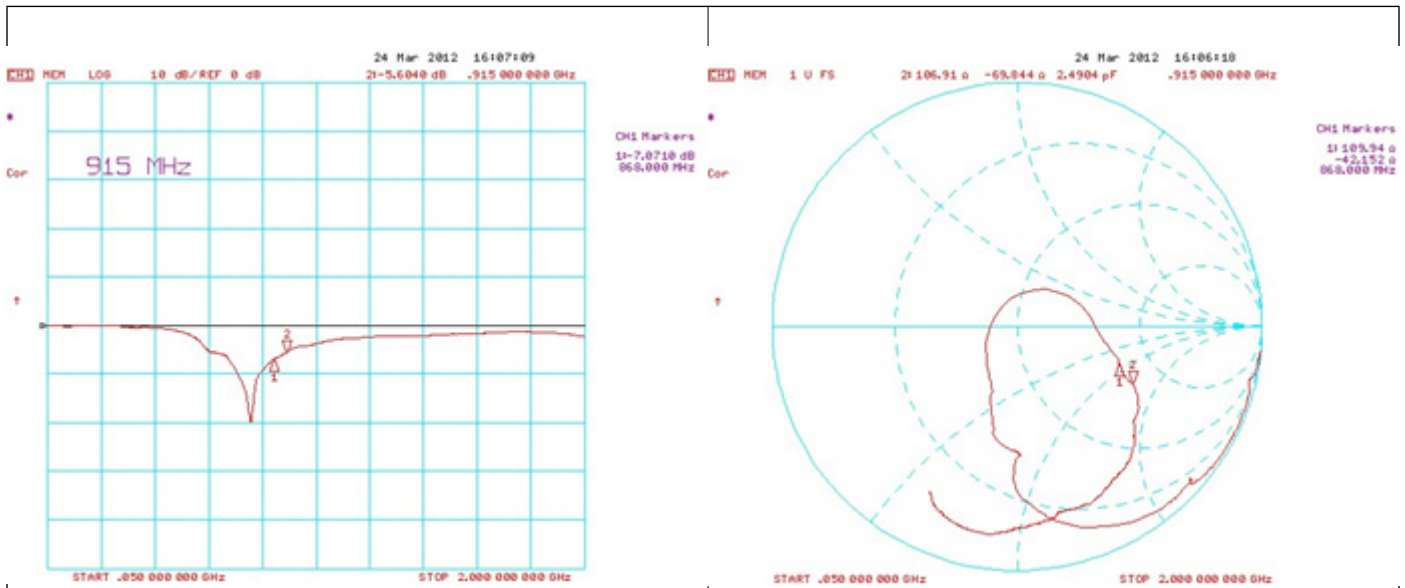 24 Mar 2012 16:07:09
CH1 MEM LOG 10 dB/REF 0 dB 2:-5.6040 dB .915 000 000 GHz
*
CH1 Markers
1:-7.0710 dB
868.000 MHz
915 MHz
Cor
↑
2
1
START .050 000 000 GHz STOP 2.000 000 000 GHz
24 Mar 2012 16:06:18
CH1 MEM 1 U FS 2: 106.91 Ω -69.844 Ω 2.4904 pF .915 000 000 GHz
*
CH1 Markers
1: 109.94 Ω
-42.152 Ω
868.000 MHz
Cor
↑
2
1
START .050 000 000 GHz STOP 2.000 000 000 GHz